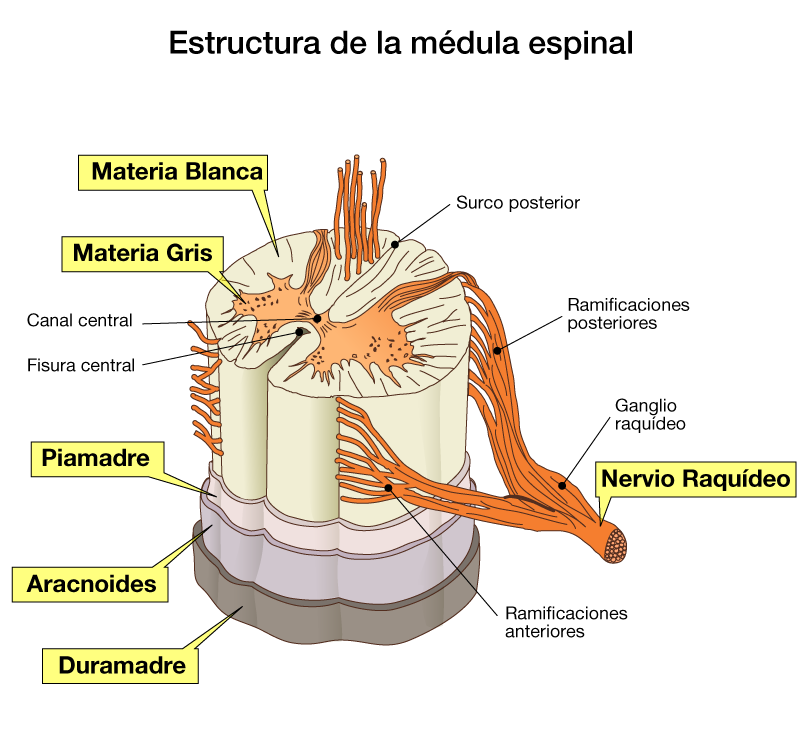 Estructura de la médula espinal
Materia Blanca
Surco posterior
Materia Gris
Ramificaciones
posteriores
Canal central
Fisura central
Ganglio
raquídeo
Piamadre
Nervio Raquídeo
Aracnoides
Ramificaciones
anteriores
Duramadre